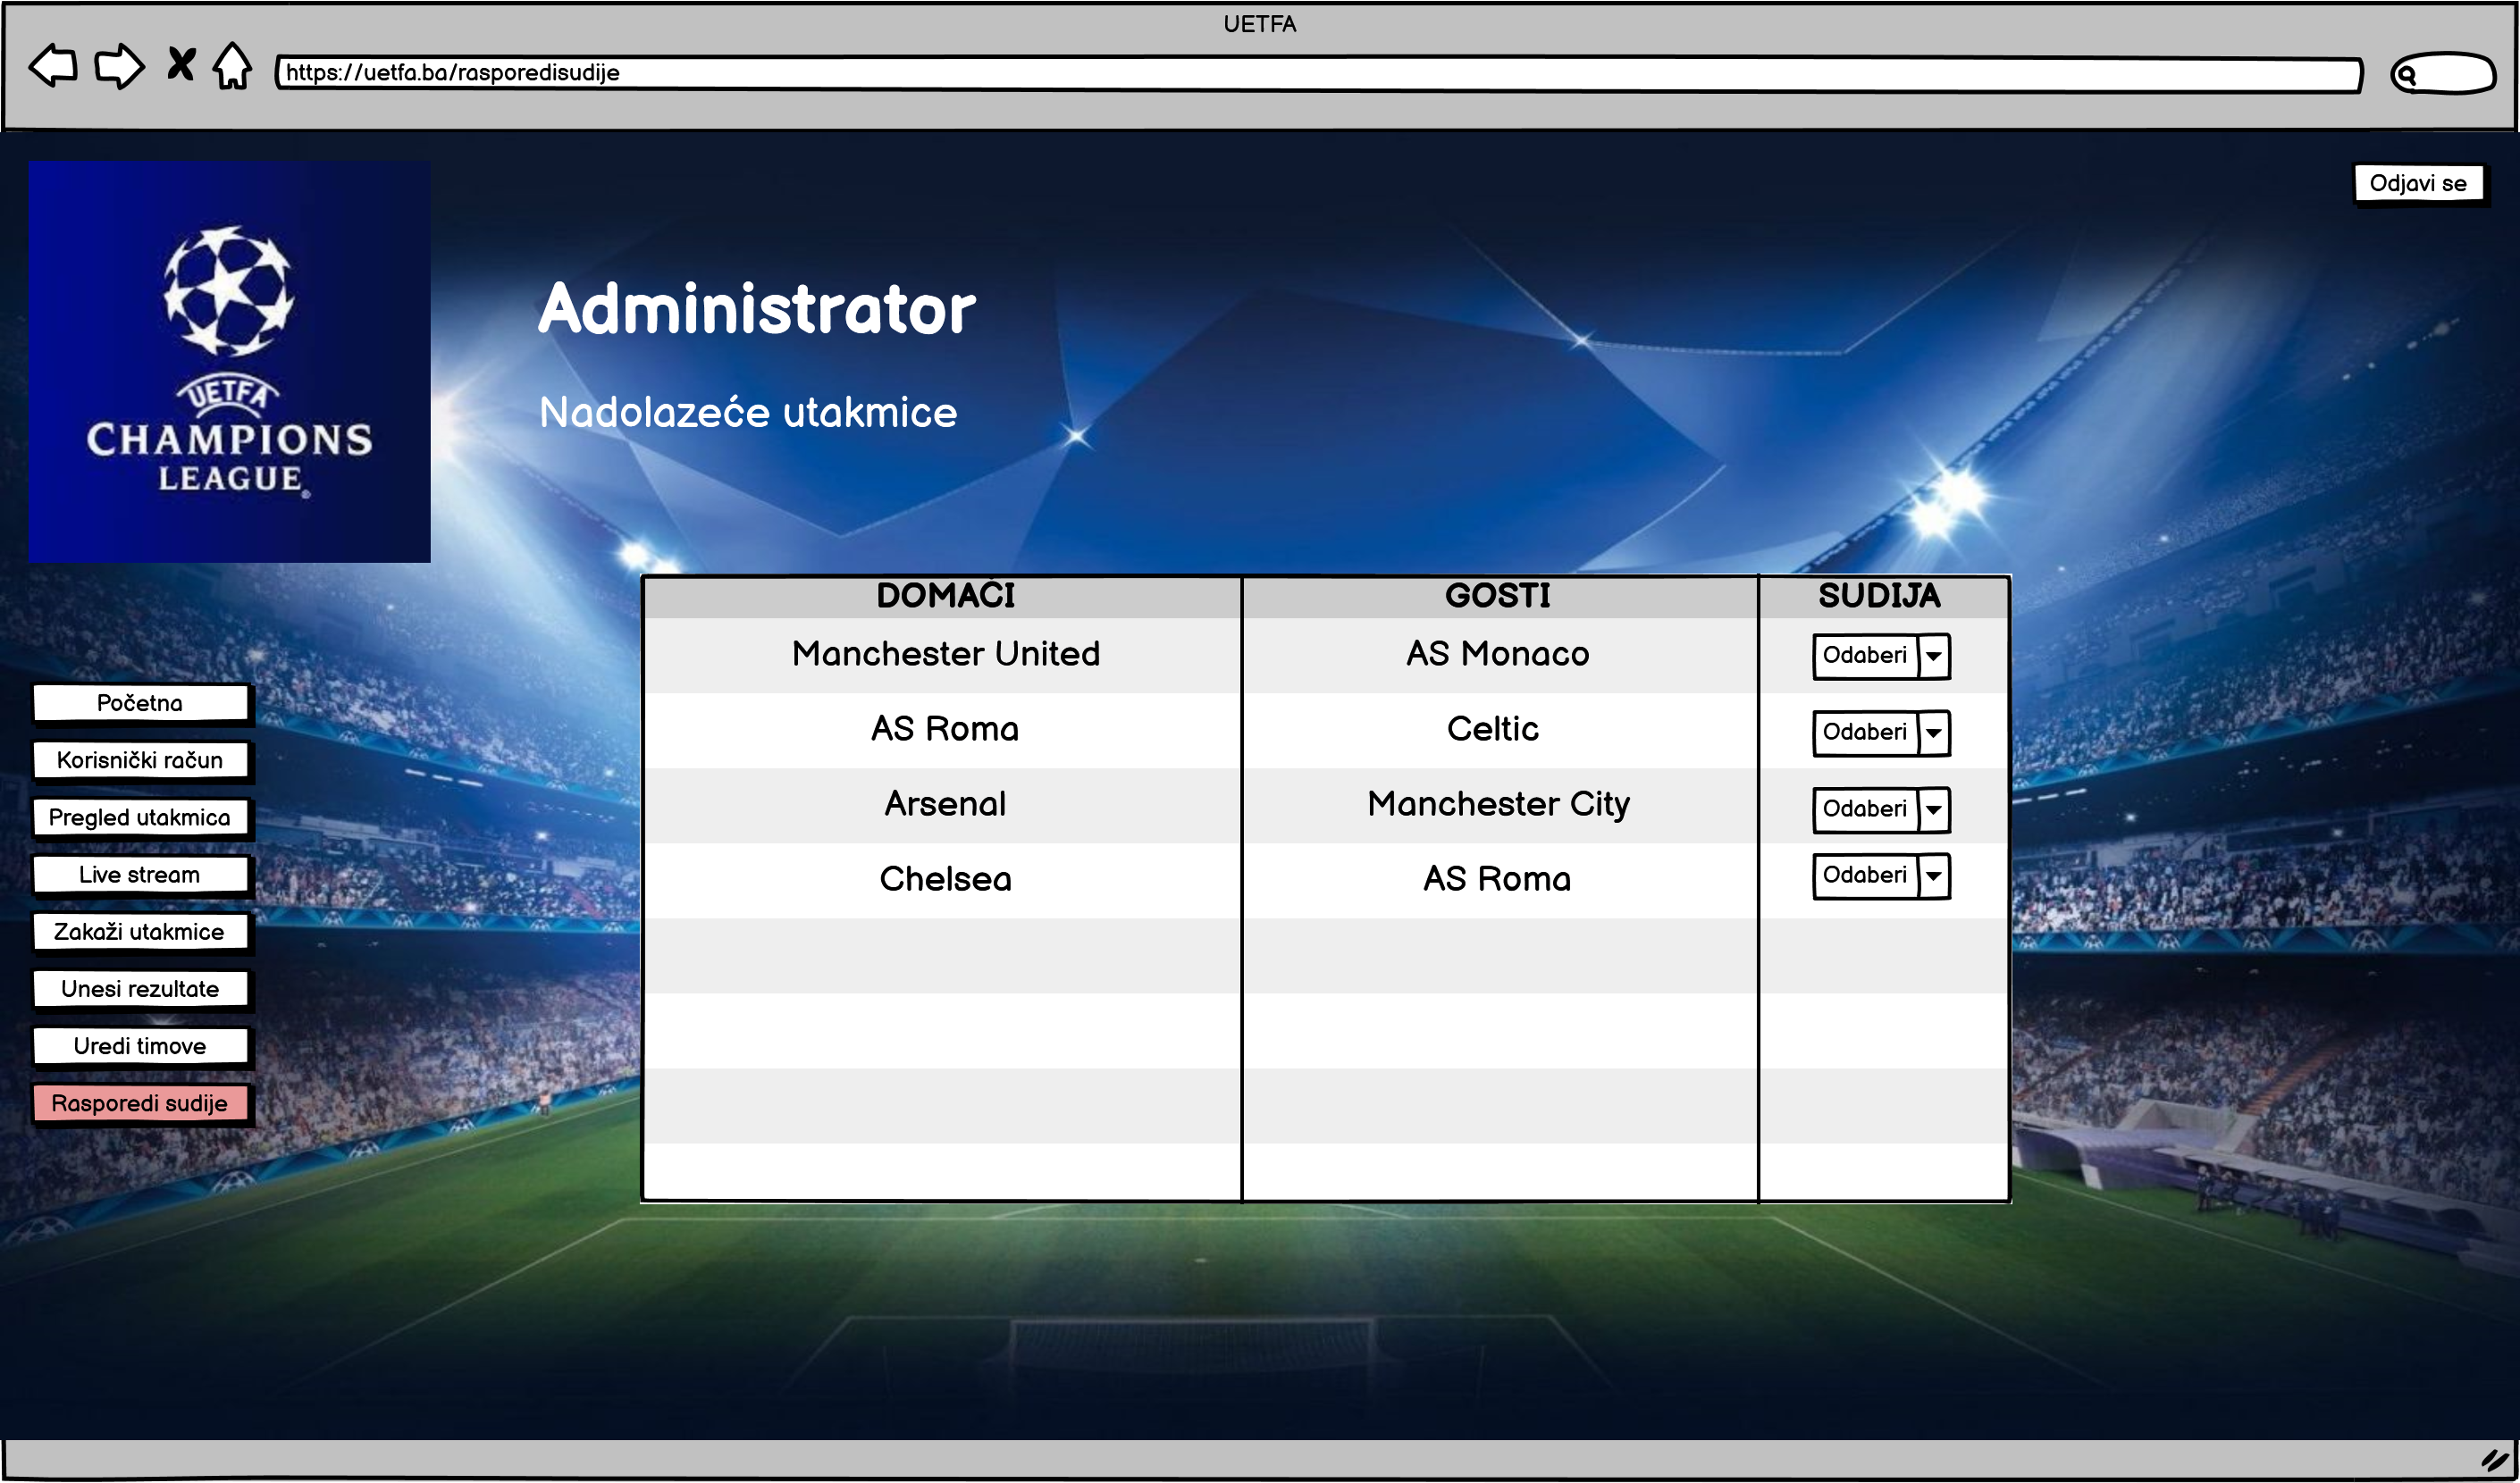 UETFA
https://uetfa.ba/rasporedisudije
Odjavi se
UETFA
CHAMPIONS
LEAGUE®
Administrator
Nadolazeće utakmice
DOMAĆI GOSTI SUDIJA
Manchester United AS Monaco Odaberi
AS Roma Celtic Odaberi
Arsenal Manchester City Odaberi
Chelsea AS Roma Odaberi
Početna
Korisnički račun
Pregled utakmica
Live stream
Zakaži utakmice
Unesi rezultate
Uredi timove
Rasporedi sudije